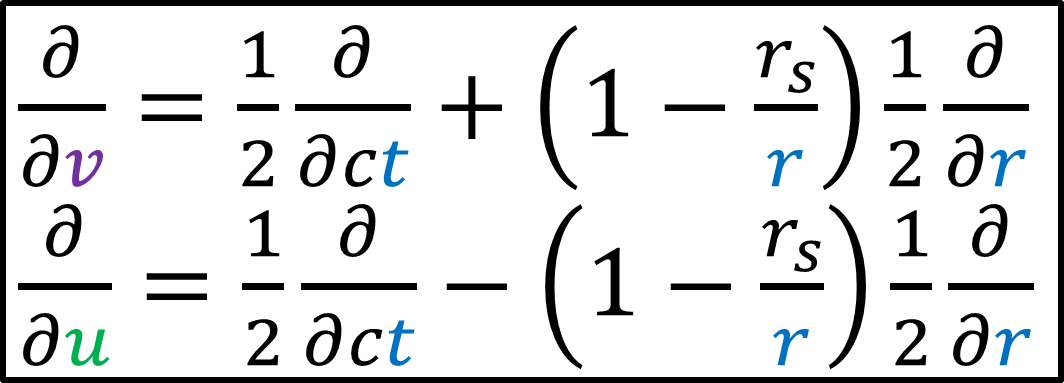 ∂/∂v = 1/2 ∂/∂ct + (1 − r_s/r) 1/2 ∂/∂r
∂/∂u = 1/2 ∂/∂ct − (1 − r_s/r) 1/2 ∂/∂r